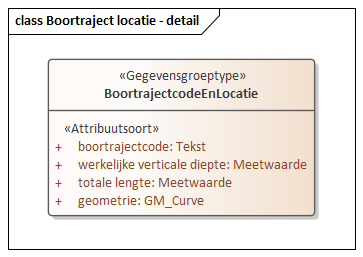 class Boortraject locatie - detail
«Gegevensgroeptype»
BoortrajectcodeEnLocatie
«Attribuutsoort»
+ boortrajectcode: Tekst
+ werkelijke verticale diepte: Meetwaarde
+ totale lengte: Meetwaarde
+ geometrie: GM_Curve